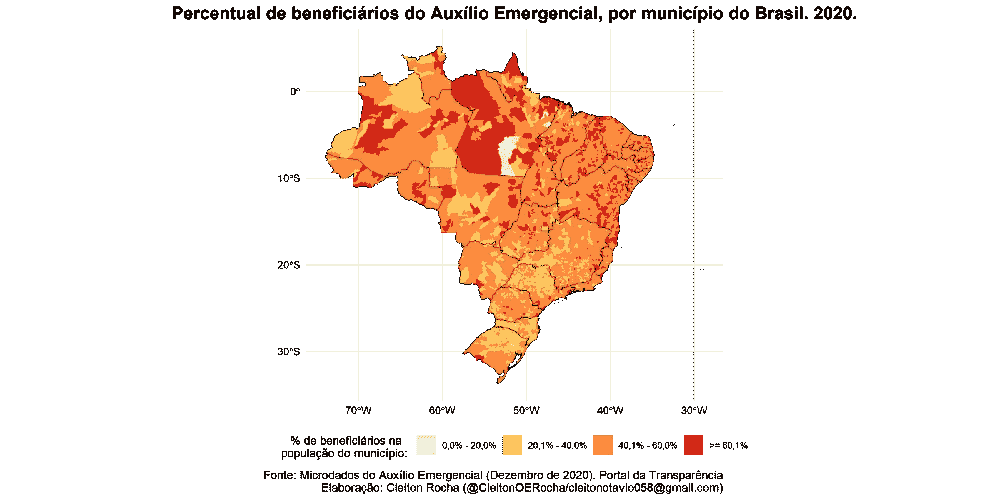 Percentual de beneficiários do Auxílio Emergencial, por município do Brasil. 2020.
0°
10°S
20°S
30°S
70°W 60°W 50°W 40°W 30°W
% de beneficiários na
população do município:
0,0% - 20,0% 20,1% - 40,0% 40,1% - 60,0% >= 60,1%
Fonte: Microdados do Auxílio Emergencial (Dezembro de 2020). Portal da Transparência
Elaboração: Cleiton Rocha (@CleitonOERocha/cleitonotavio058@gmail.com)